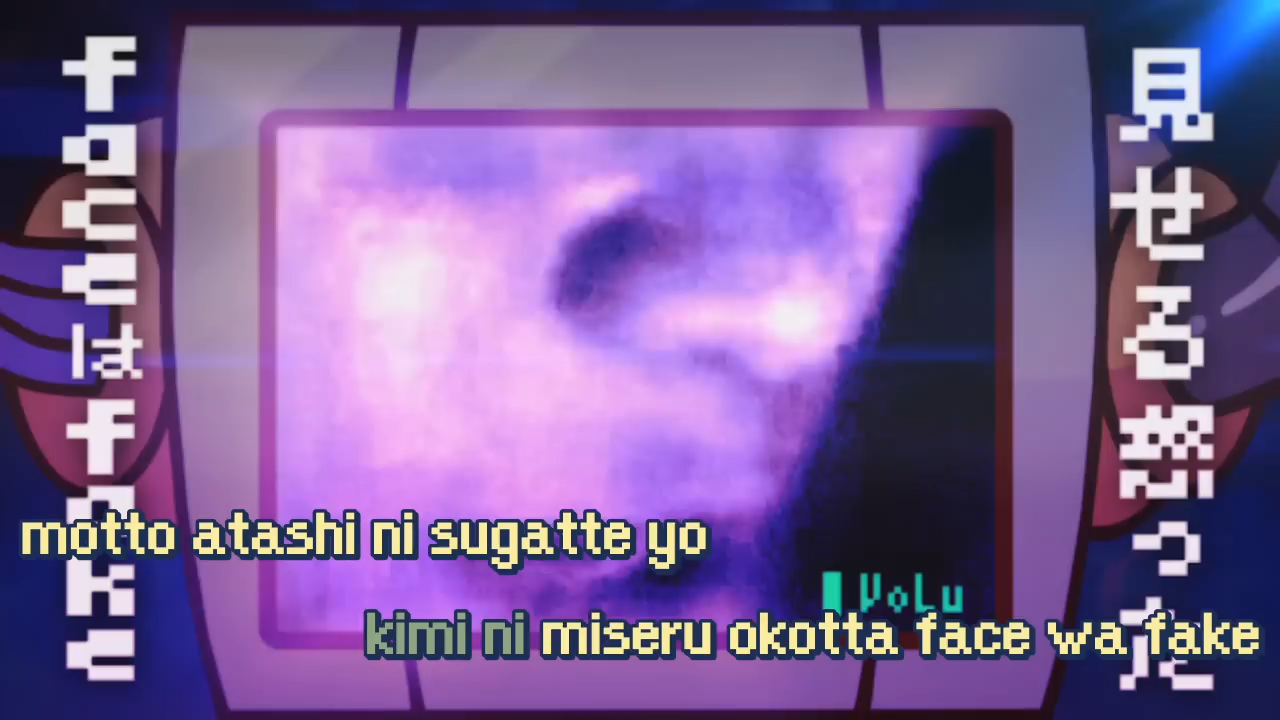 見せる怒った
faceはfake
VoLu
motto atashi ni sugatte yo
kimi ni miseru okotta face wa fake